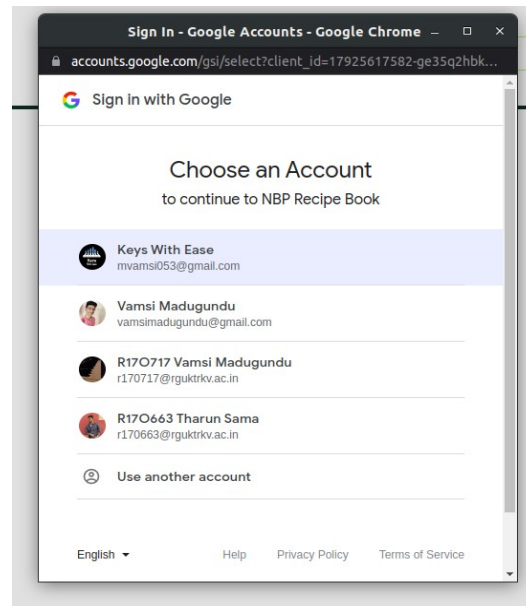 Sign In - Google Accounts - Google Chrome
accounts.google.com/gsi/select?client_id=17925617582-ge35q2hbk...
Sign in with Google
Choose an Account
to continue to NBP Recipe Book
Keys With Ease
mvamsi053@gmail.com
Vamsi Madugundu
vamsimadugundu@gmail.com
R17O717 Vamsi Madugundu
r170717@rguktrkv.ac.in
R17O663 Tharun Sama
r170663@rguktrkv.ac.in
Use another account
English Help Privacy Policy Terms of Service